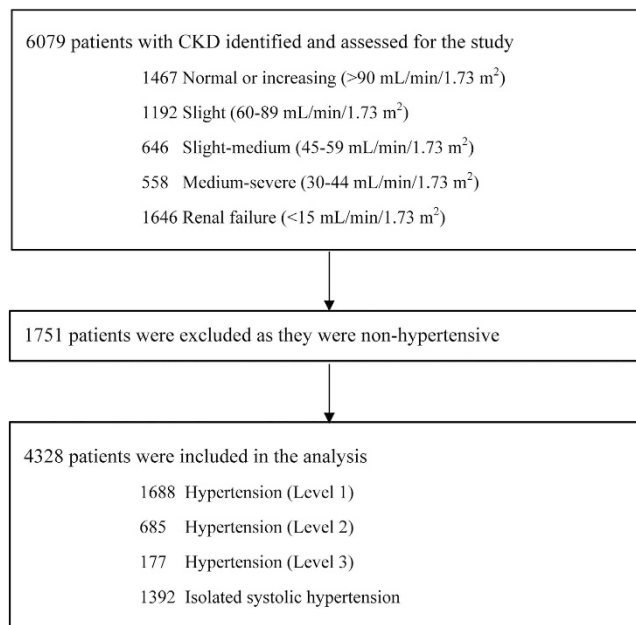 6079 patients with CKD identified and assessed for the study
1467 Normal or increasing (>90 mL/min/1.73 m²)
1192 Slight (60-89 mL/min/1.73 m²)
646 Slight-medium (45-59 mL/min/1.73 m²)
558 Medium-severe (30-44 mL/min/1.73 m²)
1646 Renal failure (<15 mL/min/1.73 m²)
1751 patients were excluded as they were non-hypertensive
4328 patients were included in the analysis
1688 Hypertension (Level 1)
685 Hypertension (Level 2)
177 Hypertension (Level 3)
1392 Isolated systolic hypertension